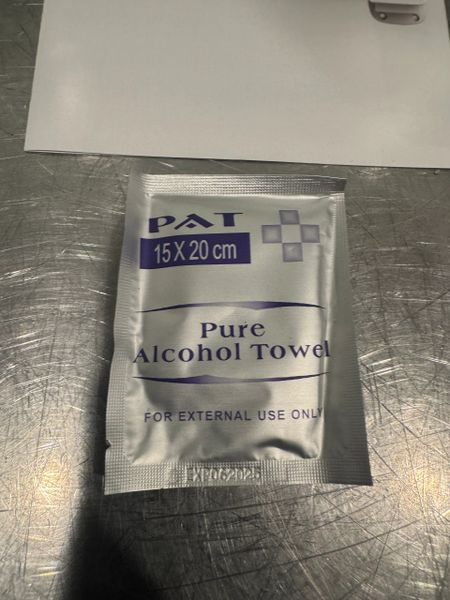 PAT
15 X 20 cm
Pure
Alcohol Towel
FOR EXTERNAL USE ONLY